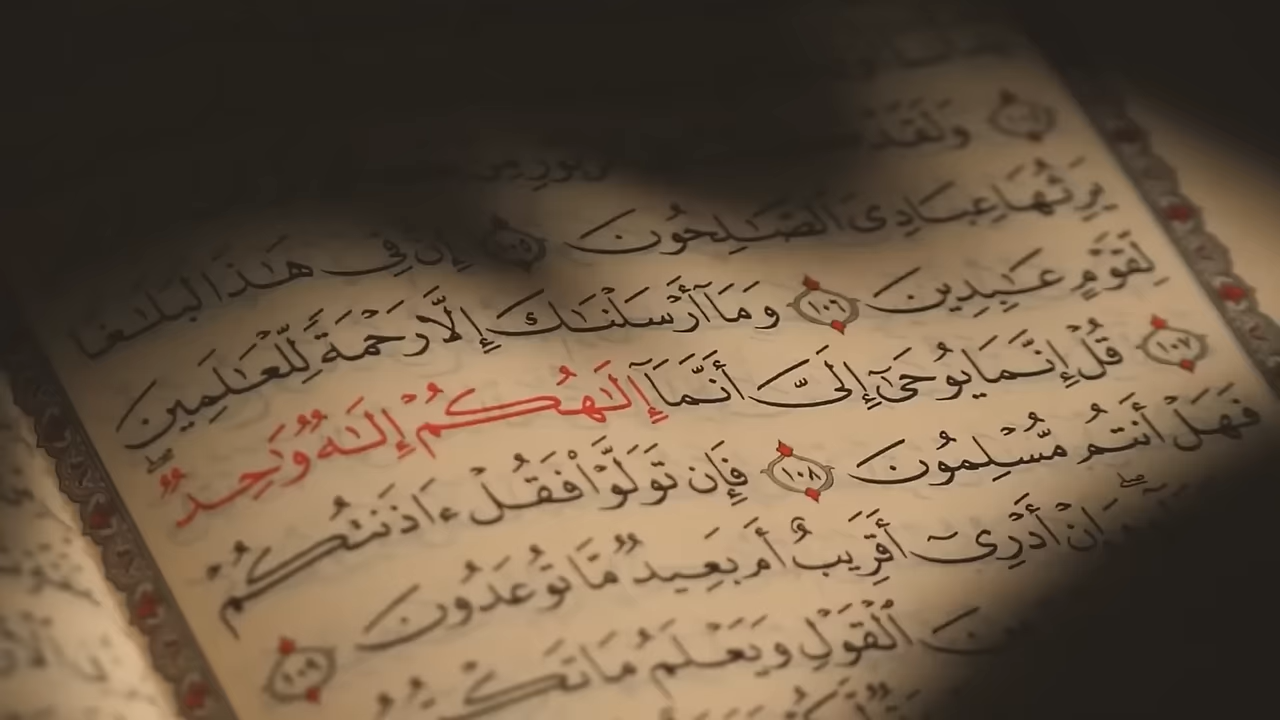 وَلَقَدْ
يَرِثُهَا عِبَادِىَ ٱلصَّٰلِحُونَ ١٠٥ إِنَّ فِى هَٰذَا لَبَلَٰغًا
لِّقَوْمٍ عَٰبِدِينَ ١٠٦ وَمَآ أَرْسَلْنَٰكَ إِلَّا رَحْمَةً لِّلْعَٰلَمِينَ
١٠٧ قُلْ إِنَّمَا يُوحَىٰٓ إِلَىَّ أَنَّمَآ إِلَٰهُكُمْ إِلَٰهٌ وَٰحِدٌ ۖ
فَهَلْ أَنتُم مُّسْلِمُونَ ١٠٨ فَإِن تَوَلَّوْا۟ فَقُلْ ءَاذَنتُكُمْ
وَإِنْ أَدْرِىٓ أَقَرِيبٌ أَم بَعِيدٌ مَّا تُوعَدُونَ
١٠٩ ٱلْقَوْلِ وَيَعْلَمُ مَا